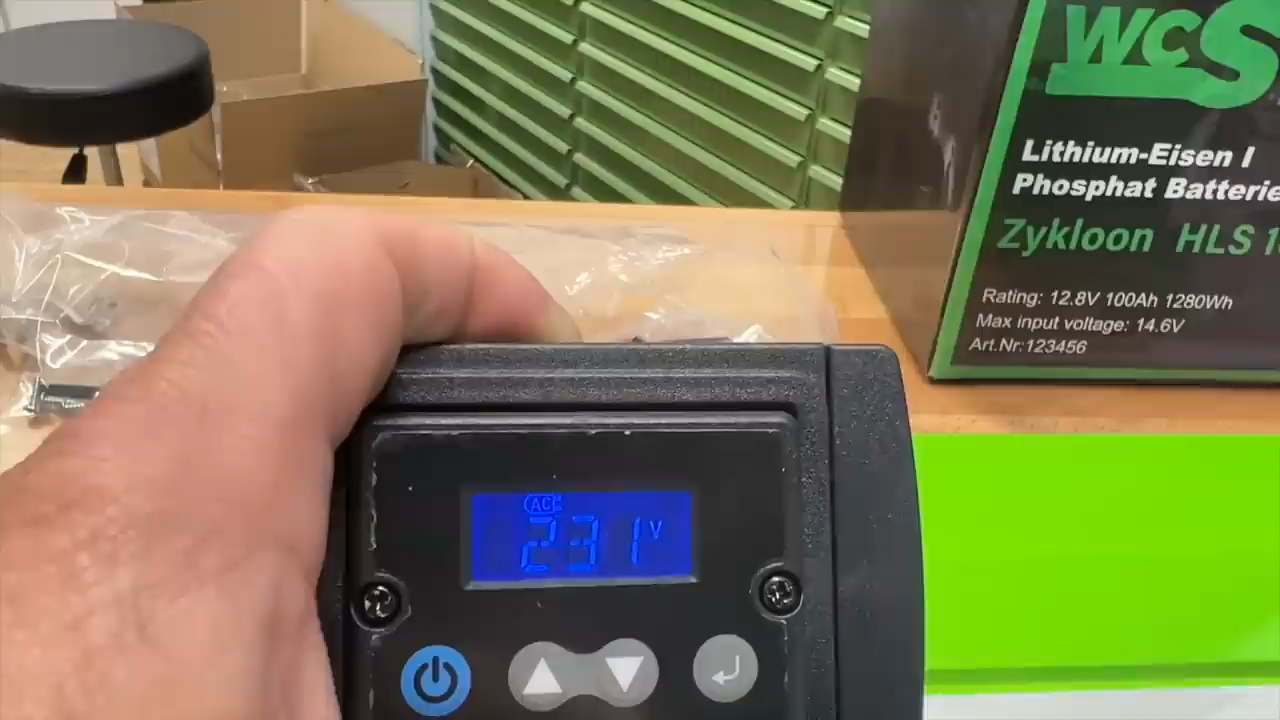 WCS
Lithium-Eisen I
Phosphat Batterie
Zykloon HLS
Rating: 12.8V 100Ah 1280Wh
Max input voltage: 14.6V
Art.Nr:123456
AC
231 V